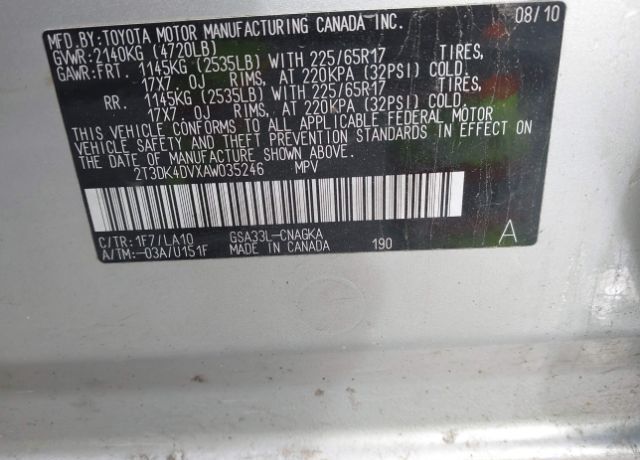 MFD.BY:TOYOTA MOTOR MANUFACTURING CANADA INC. 08/10
GVWR:2140KG (4720LB)
GAWR:FRT. 1145KG (2535LB) WITH 225/65R17 TIRES,
17X7 OJ RIMS, AT 220KPA (32PSI) COLD.
RR. 1145KG (2535LB) WITH 225/65R17 TIRES,
17X7 OJ RIMS, AT 220KPA (32PSI) COLD.
THIS VEHICLE CONFORMS TO ALL APPLICABLE FEDERAL MOTOR
VEHICLE SAFETY AND THEFT PREVENTION STANDARDS IN EFFECT ON
THE DATE OF MANUFACTURE SHOWN ABOVE.
2T3DK4DVXAW035246 MPV
C/TR:1F7/LA10 GSA33L-CNAGKA
A/TM:-03A/U151F MADE IN CANADA 190 A